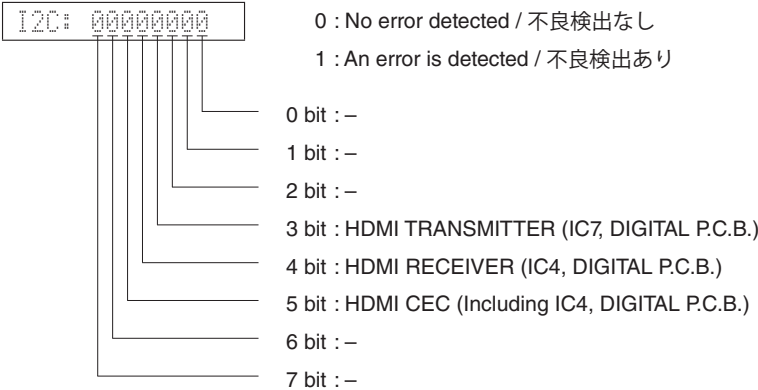 I2C: 00000000
0 : No error detected / 不良検出なし
1 : An error is detected / 不良検出あり
0 bit : –
1 bit : –
2 bit : –
3 bit : HDMI TRANSMITTER (IC7, DIGITAL P.C.B.)
4 bit : HDMI RECEIVER (IC4, DIGITAL P.C.B.)
5 bit : HDMI CEC (Including IC4, DIGITAL P.C.B.)
6 bit : –
7 bit : –